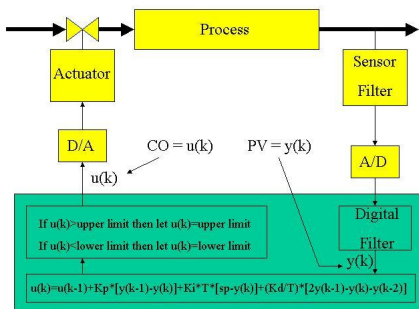 Process
Actuator
Sensor
Filter
D/A
CO = u(k)
PV = y(k)
A/D
u(k)
If u(k)>upper limit then let u(k)=upper limit
If u(k)<lower limit then let u(k)=lower limit
Digital
Filter
y(k)
u(k)=u(k-1)+Kp*[y(k-1)-y(k)]+Ki*T*[sp-y(k)]+(Kd/T)*[2y(k-1)-y(k)-y(k-2)]